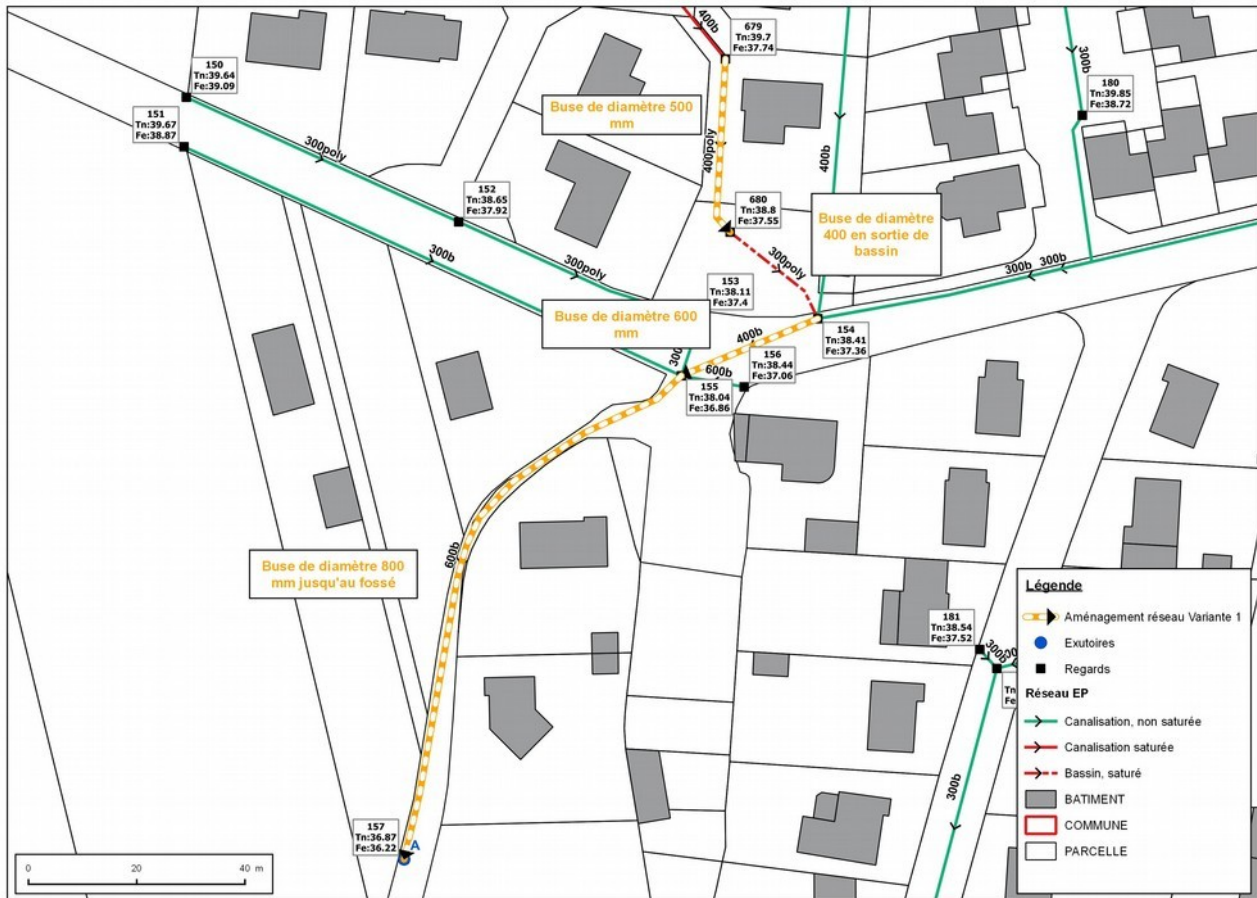 400b
679
Tn:39.7
Fe:37.74
150
Tn:39.64
Fe:39.09
300b
180
Tn:39.85
Fe:38.72
Buse de diamètre 500
mm
151
Tn:39.67
Fe:38.87
300poly
400poly
400b
152
Tn:38.65
Fe:37.92
680
Tn:38.8
Fe:37.55
Buse de diamètre
400 en sortie de
bassin
300b
300poly
300poly
300b
300b
153
Tn:38.11
Fe:37.4
Buse de diamètre 600
mm
400b
154
Tn:38.41
Fe:37.36
300
600b
156
Tn:38.44
Fe:37.06
155
Tn:38.04
Fe:36.86
600b
Buse de diamètre 800
mm jusqu'au fossé
181
Tn:38.54
Fe:37.52
300b
Tn
Fe
300b
157
Tn:36.87
Fe:36.22
A
0 20 40 m
Légende
Aménagement réseau Variante 1
Exutoires
Regards
Réseau EP
Canalisation, non saturée
Canalisation saturée
Bassin, saturé
BATIMENT
COMMUNE
PARCELLE